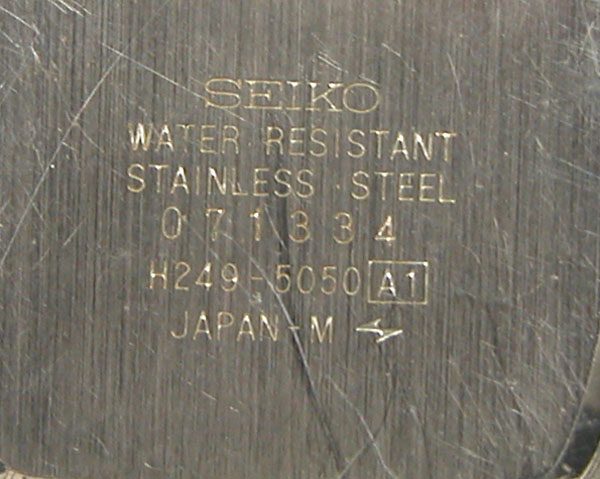 SEIKO
WATER RESISTANT
STAINLESS STEEL
071334
H249-5050 A1
JAPAN-M